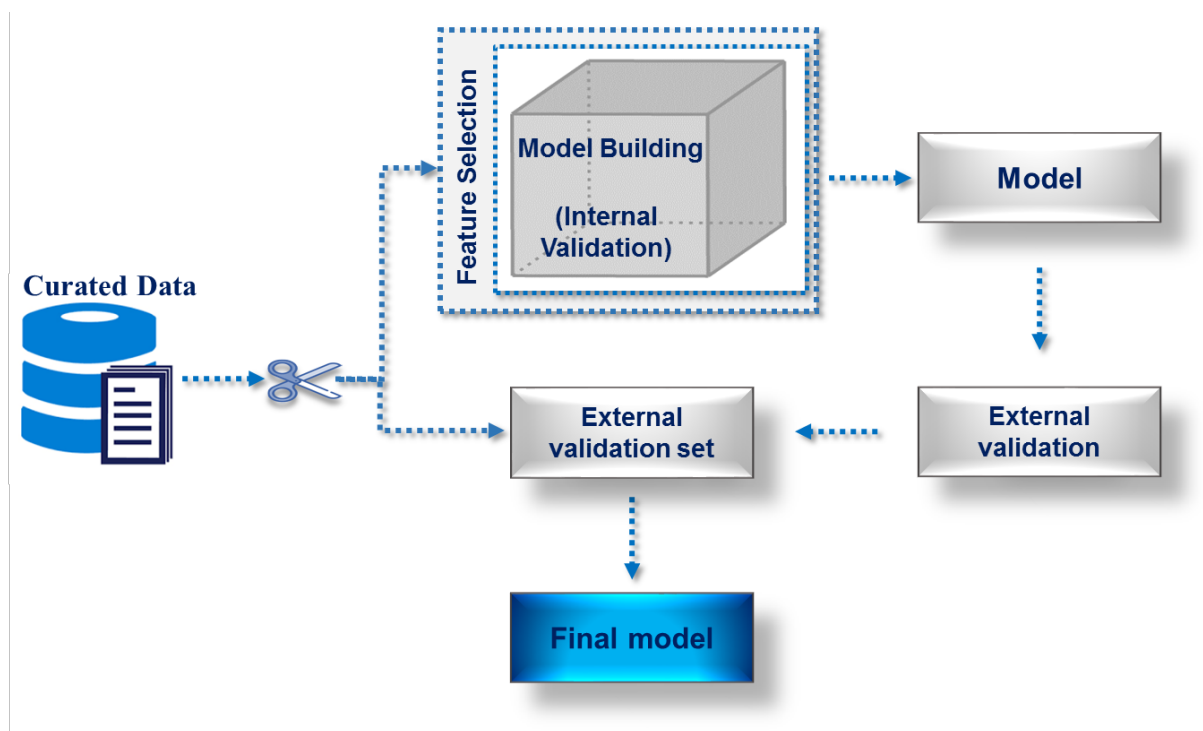 Curated Data
Feature Selection
Model Building
(Internal
Validation)
Model
External
validation
External
validation set
Final model